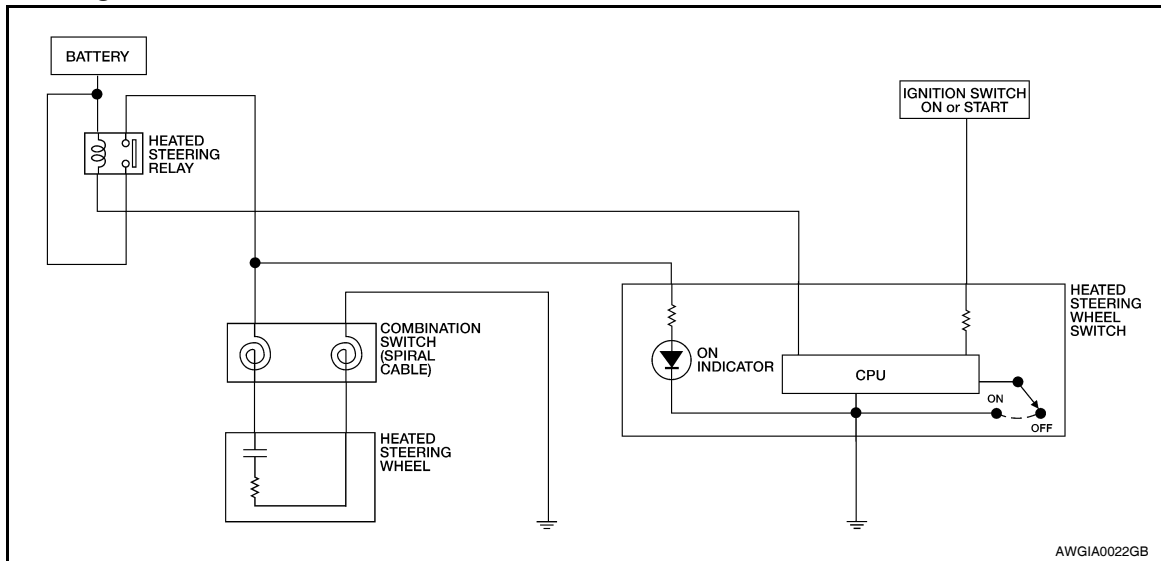 BATTERY
IGNITION SWITCH
ON or START
HEATED
STEERING
RELAY
HEATED
STEERING
WHEEL
SWITCH
COMBINATION
SWITCH
(SPIRAL
CABLE)
ON
INDICATOR
CPU
ON
OFF
HEATED
STEERING
WHEEL
AWGIA0022GB